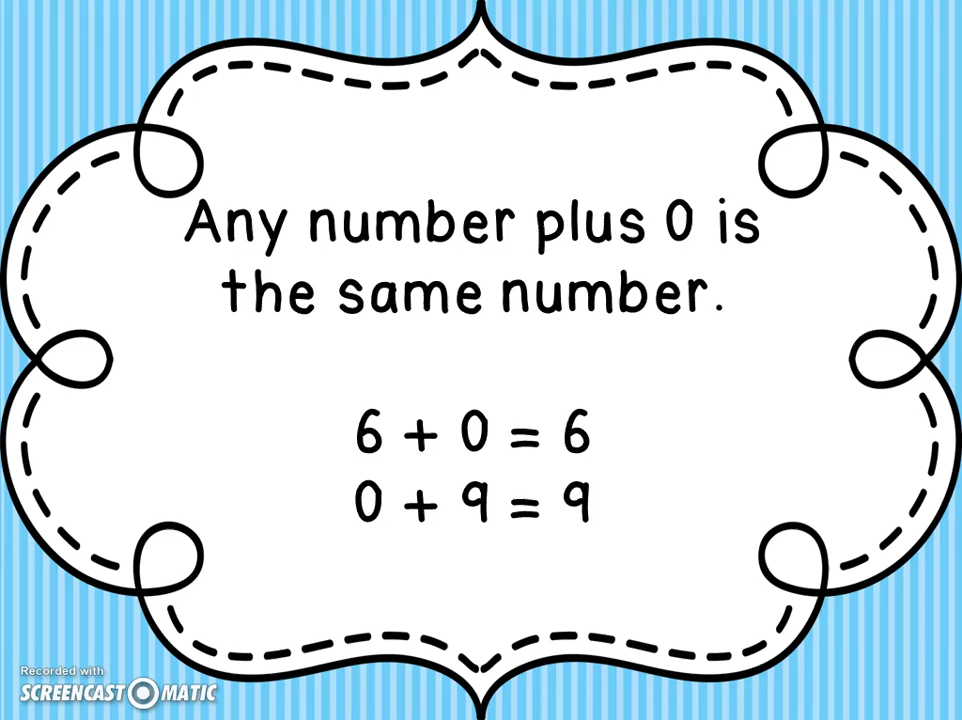 Any number plus 0 is
the same number.
6 + 0 = 6
0 + 9 = 9
Recorded with
SCREENCAST O MATIC